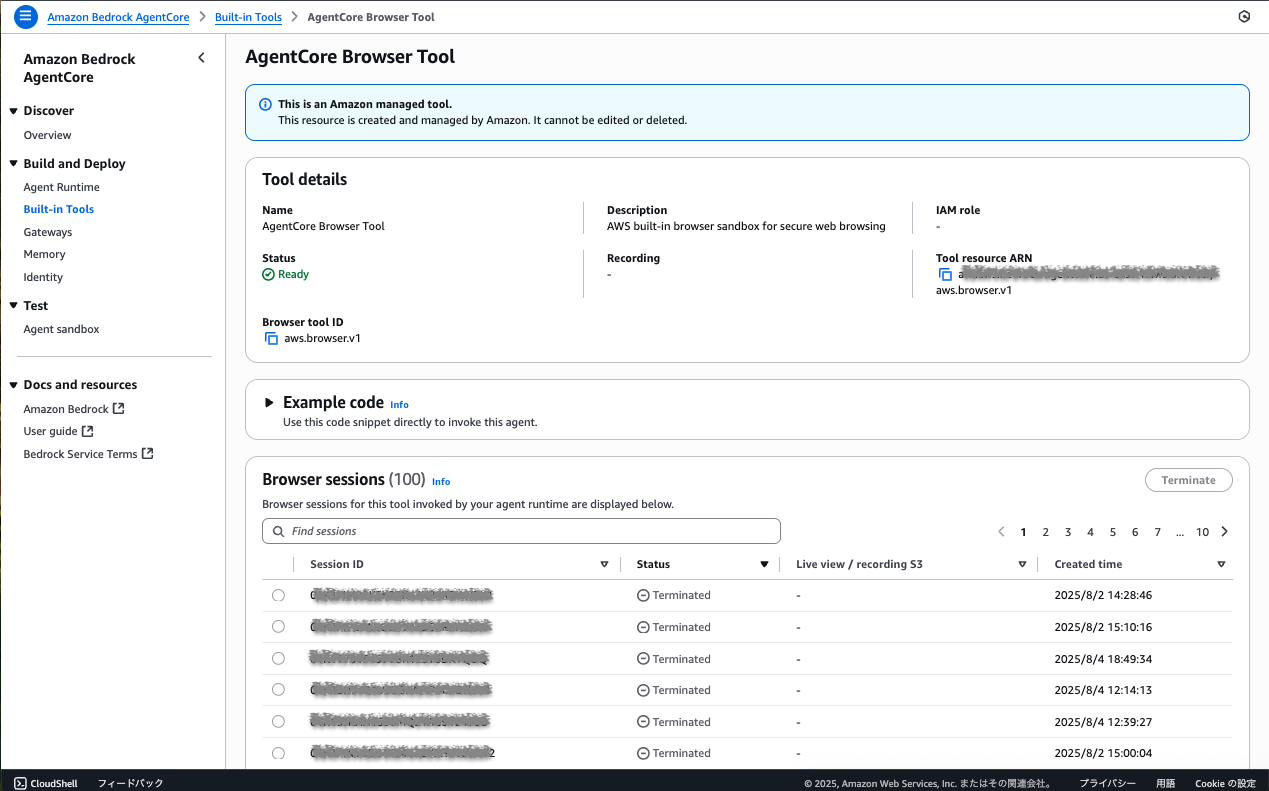 Amazon Bedrock AgentCore > Built-in Tools > AgentCore Browser Tool
Amazon Bedrock
AgentCore
Discover
Overview
Build and Deploy
Agent Runtime
Built-in Tools
Gateways
Memory
Identity
Test
Agent sandbox
Docs and resources
Amazon Bedrock
User guide
Bedrock Service Terms
AgentCore Browser Tool
This is an Amazon managed tool.
This resource is created and managed by Amazon. It cannot be edited or deleted.
Tool details
Name
AgentCore Browser Tool
Description
AWS built-in browser sandbox for secure web browsing
IAM role
-
Status
Ready
Recording
-
Tool resource ARN
aws.browser.v1
Browser tool ID
aws.browser.v1
Example code Info
Use this code snippet directly to invoke this agent.
Browser sessions (100) Info
Terminate
Browser sessions for this tool invoked by your agent runtime are displayed below.
Find sessions
1 2 3 4 5 6 7 ... 10
Session ID Status Live view / recording S3 Created time
Terminated - 2025/8/2 14:28:46
Terminated - 2025/8/2 15:10:16
Terminated - 2025/8/4 18:49:34
Terminated - 2025/8/4 12:14:13
Terminated - 2025/8/4 12:39:27
Terminated - 2025/8/2 15:00:04
CloudShell フィードバック © 2025, Amazon Web Services, Inc. またはその関連会社。 プライバシー 用語 Cookie の設定